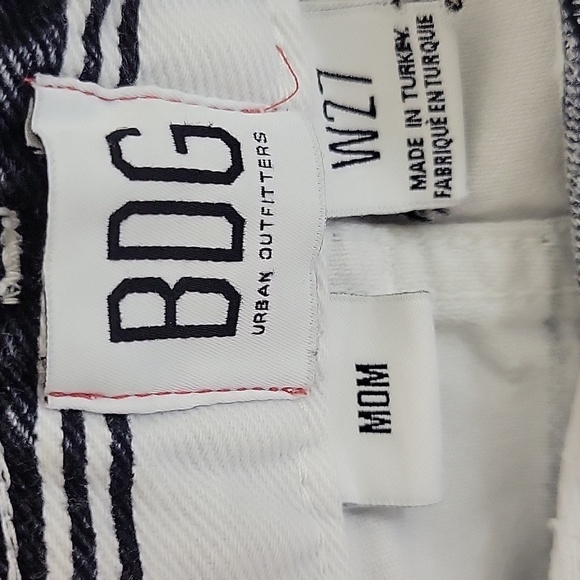 BDG
URBAN OUTFITTERS
W27
MADE IN TURKEY.
FABRIQUÉ EN TURQUIE
MOM